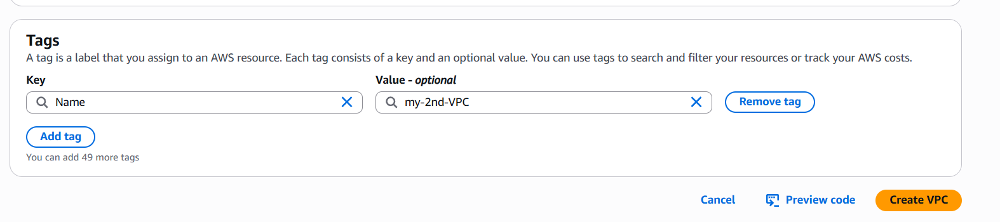 Tags
A tag is a label that you assign to an AWS resource. Each tag consists of a key and an optional value. You can use tags to search and filter your resources or track your AWS costs.
Key
Value - optional
Name
my-2nd-VPC
Remove tag
Add tag
You can add 49 more tags
Cancel
Preview code
Create VPC